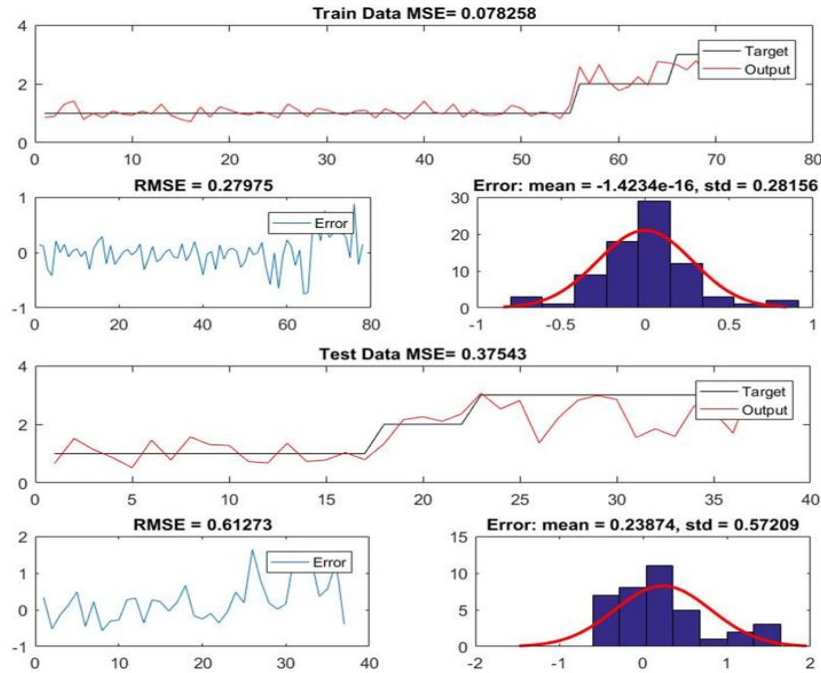 Train Data MSE= 0.078258
4
2
0
Target
Output
0 10 20 30 40 50 60 70 80
RMSE = 0.27975
1
0
-1
Error
0 20 40 60 80
Error: mean = -1.4234e-16, std = 0.28156
30
20
10
0
-1 -0.5 0 0.5 1
Test Data MSE= 0.37543
4
2
0
Target
Output
0 5 10 15 20 25 30 35 40
RMSE = 0.61273
2
1
0
-1
Error
0 10 20 30 40
Error: mean = 0.23874, std = 0.57209
15
10
5
0
-2 -1 0 1 2